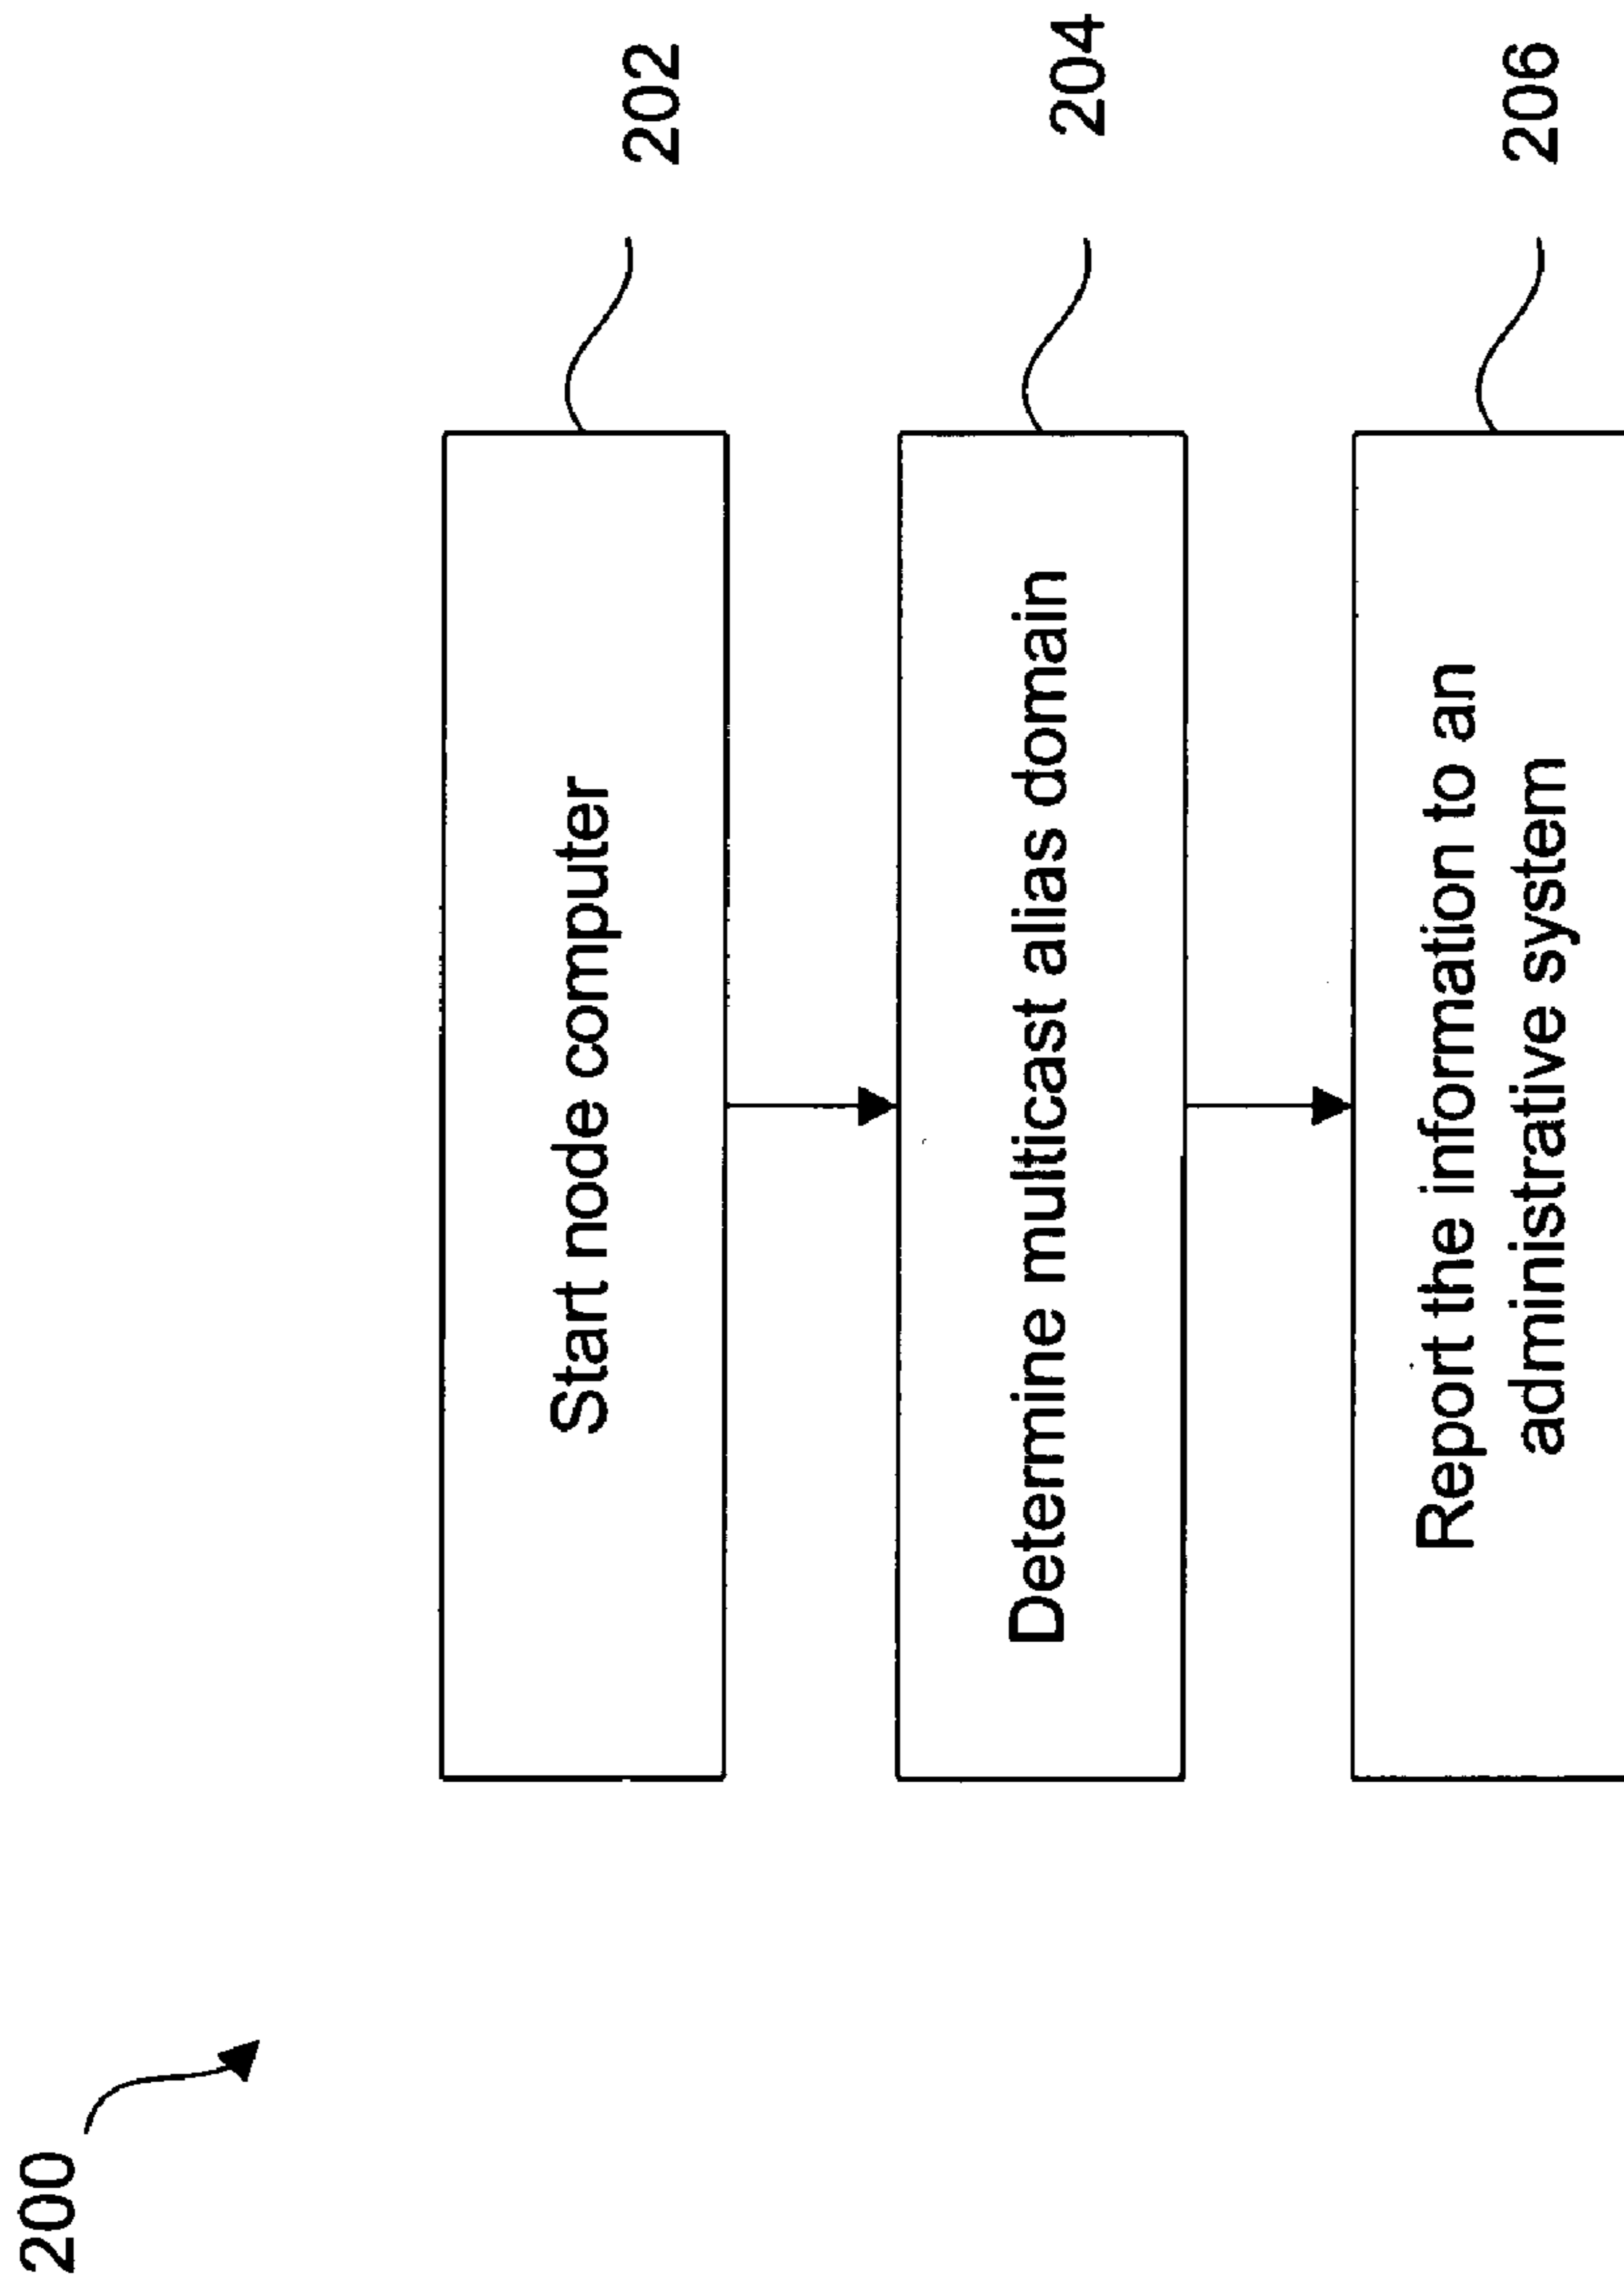 200
Start node computer
202
Determine multicast alias domain
204
Report the information to an
administrative system
206